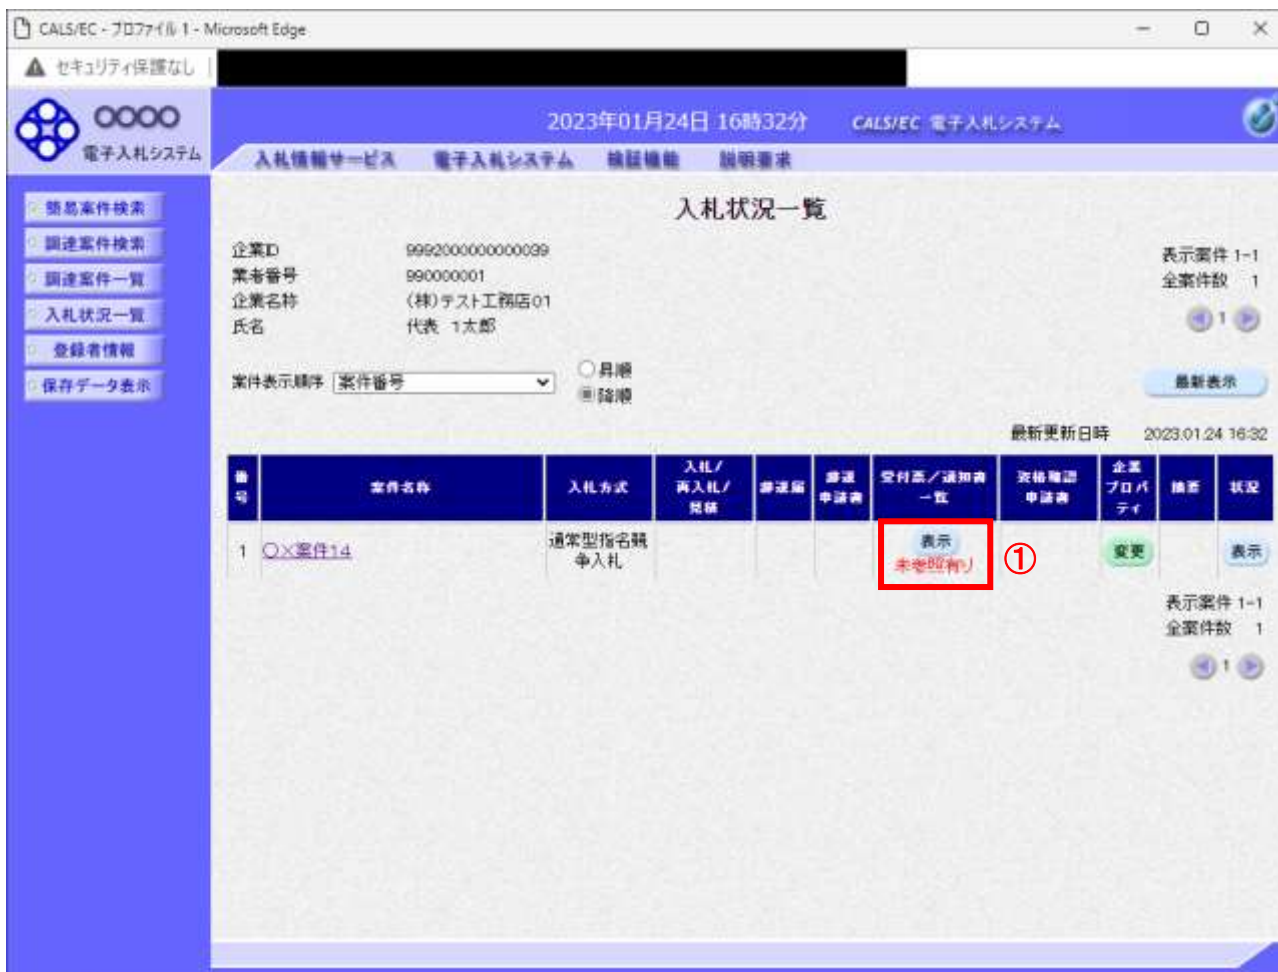 CALS/EC - プロファイル 1 - Microsoft Edge
セキュリティ保護なし
○○○○
電子入札システム
2023年01月24日 16時32分
CALS/EC 電子入札システム
入札情報サービス 電子入札システム 検証機能 説明要求
簡易案件検索
調達案件検索
調達案件一覧
入札状況一覧
登録者情報
保存データ表示
入札状況一覧
企業ID 9992000000000039
業者番号 990000001
企業名称 (株)テスト工務店01
氏名 代表 1太郎
表示案件 1-1
全案件数 1
1
案件表示順序 案件番号
昇順
降順
最新表示
最新更新日時 2023.01.24 16:32
番号 案件名称 入札方式 入札/再入札/見積 辞退届 辞退申請書 受付票/通知書一覧 資格確認申請書 企業プロパティ 摘要 状況
1 ○×案件14 通常型指名競争入札 表示 未参照有り 変更 表示
①
表示案件 1-1
全案件数 1
1